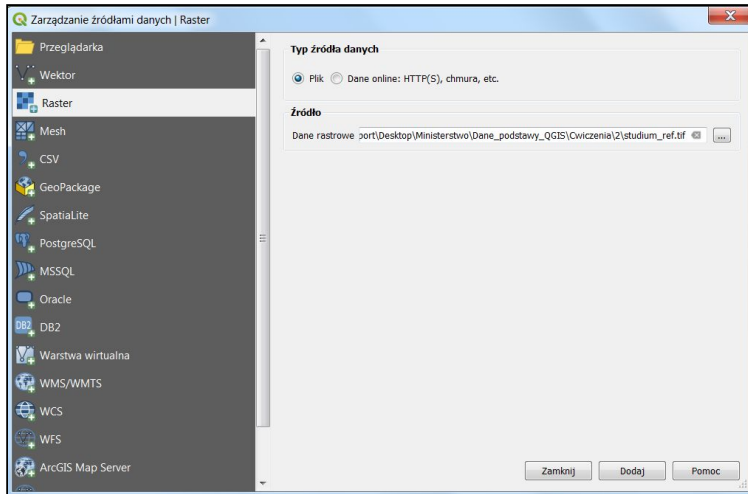 Zarządzanie źródłami danych | Raster
Przeglądarka
Wektor
Raster
Mesh
CSV
GeoPackage
SpatiaLite
PostgreSQL
MSSQL
Oracle
DB2
DB2
Warstwa wirtualna
WMS/WMTS
WCS
WFS
ArcGIS Map Server
Typ źródła danych
Plik Dane online: HTTP(S), chmura, etc.
Źródło
Dane rastrowe port\Desktop\Ministerstwo\Dane_podstawy_QGIS\Cwiczenia\2\studium_ref.tif ...
Zamknij Dodaj Pomoc